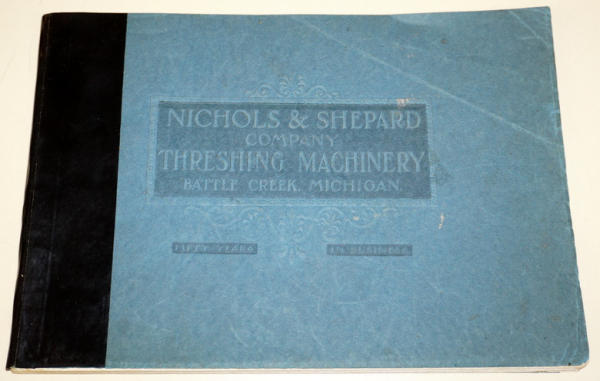 NICHOLS & SHEPARD
COMPANY
THRESHING MACHINERY
BATTLE CREEK, MICHIGAN.
FIFTY YEARS IN BUSINESS